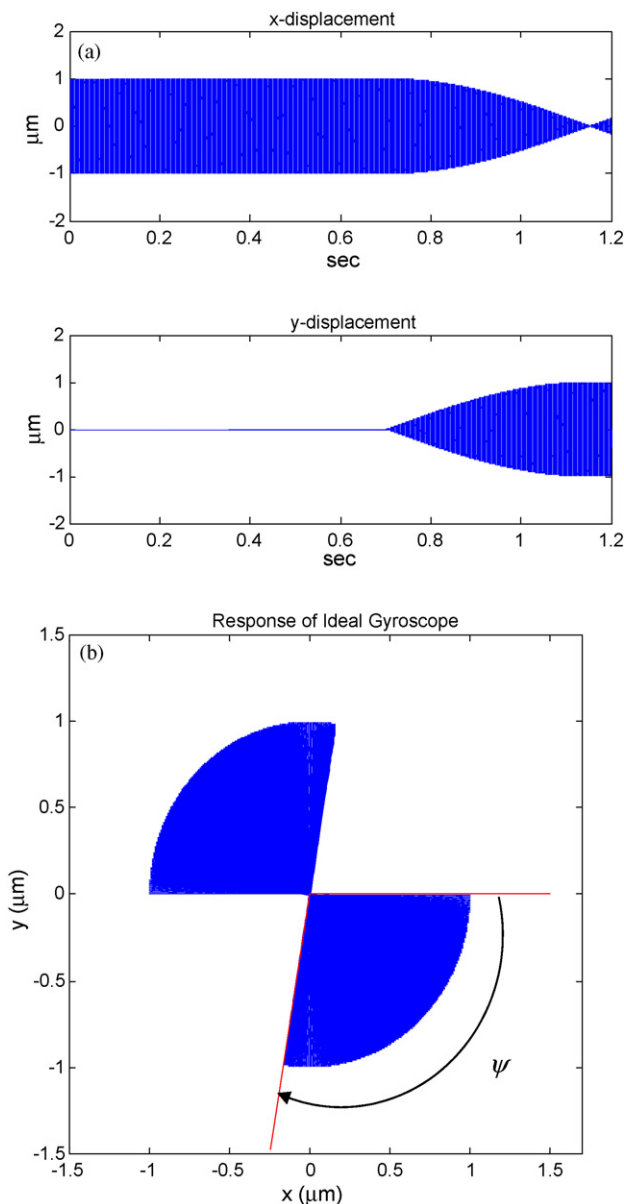 x-displacement
(a)
2
1
0
-1
-2
μm
0 0.2 0.4 0.6 0.8 1 1.2
sec
y-displacement
2
1
0
-1
-2
μm
0 0.2 0.4 0.6 0.8 1 1.2
sec
Response of Ideal Gyroscope
(b)
1.5
1
0.5
0
-0.5
-1
-1.5
y (μm)
ψ
-1.5 -1 -0.5 0 0.5 1 1.5
x (μm)